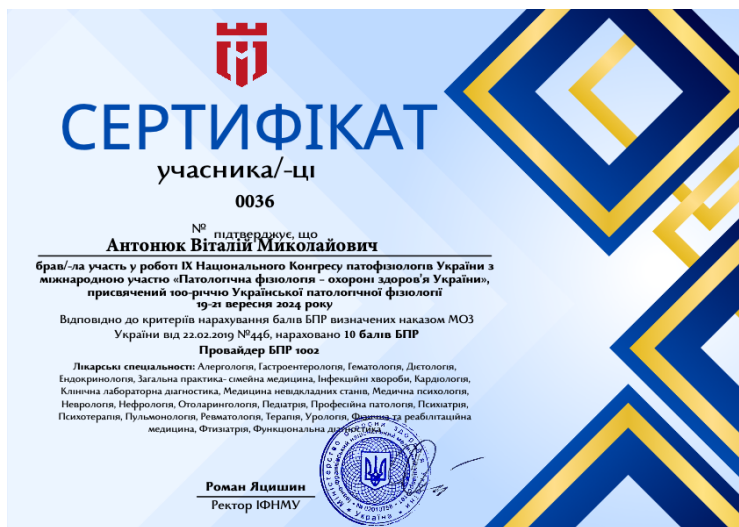 СЕРТИФІКАТ
учасника/-ці
0036
№ підтверджує, що
Антонюк Віталій Миколайович
брав/-ла участь у роботі IX Національного Конгресу патофізіологів України з
міжнародною участю «Патологічна фізіологія – охороні здоров'я України»,
присвячений 100-річчю Української патологічної фізіології
19-21 вересня 2024 року
Відповідно до критеріїв нарахування балів БПР визначених наказом МОЗ
України від 22.02.2019 №446, нараховано 10 балів БПР
Провайдер БПР 1002
Лікарські спеціальності: Алергологія, Гастроентерологія, Гематологія, Дієтологія,
Ендокринологія, Загальна практика- сімейна медицина, Інфекційні хвороби, Кардіологія,
Клінічна лабораторна діагностика, Медицина невідкладних станів, Медична психологія,
Неврологія, Нефрологія, Отоларингологія, Педіатрія, Професійна патологія, Психіатрія,
Психотерапія, Пульмонологія, Ревматологія, Терапія, Урологія, Фізична та реабілітаційна
медицина, Фтизіатрія, Функціональна діагностика
Міністерство охорони здоров'я України
Роман Яцишин
Ректор ІФНМУ